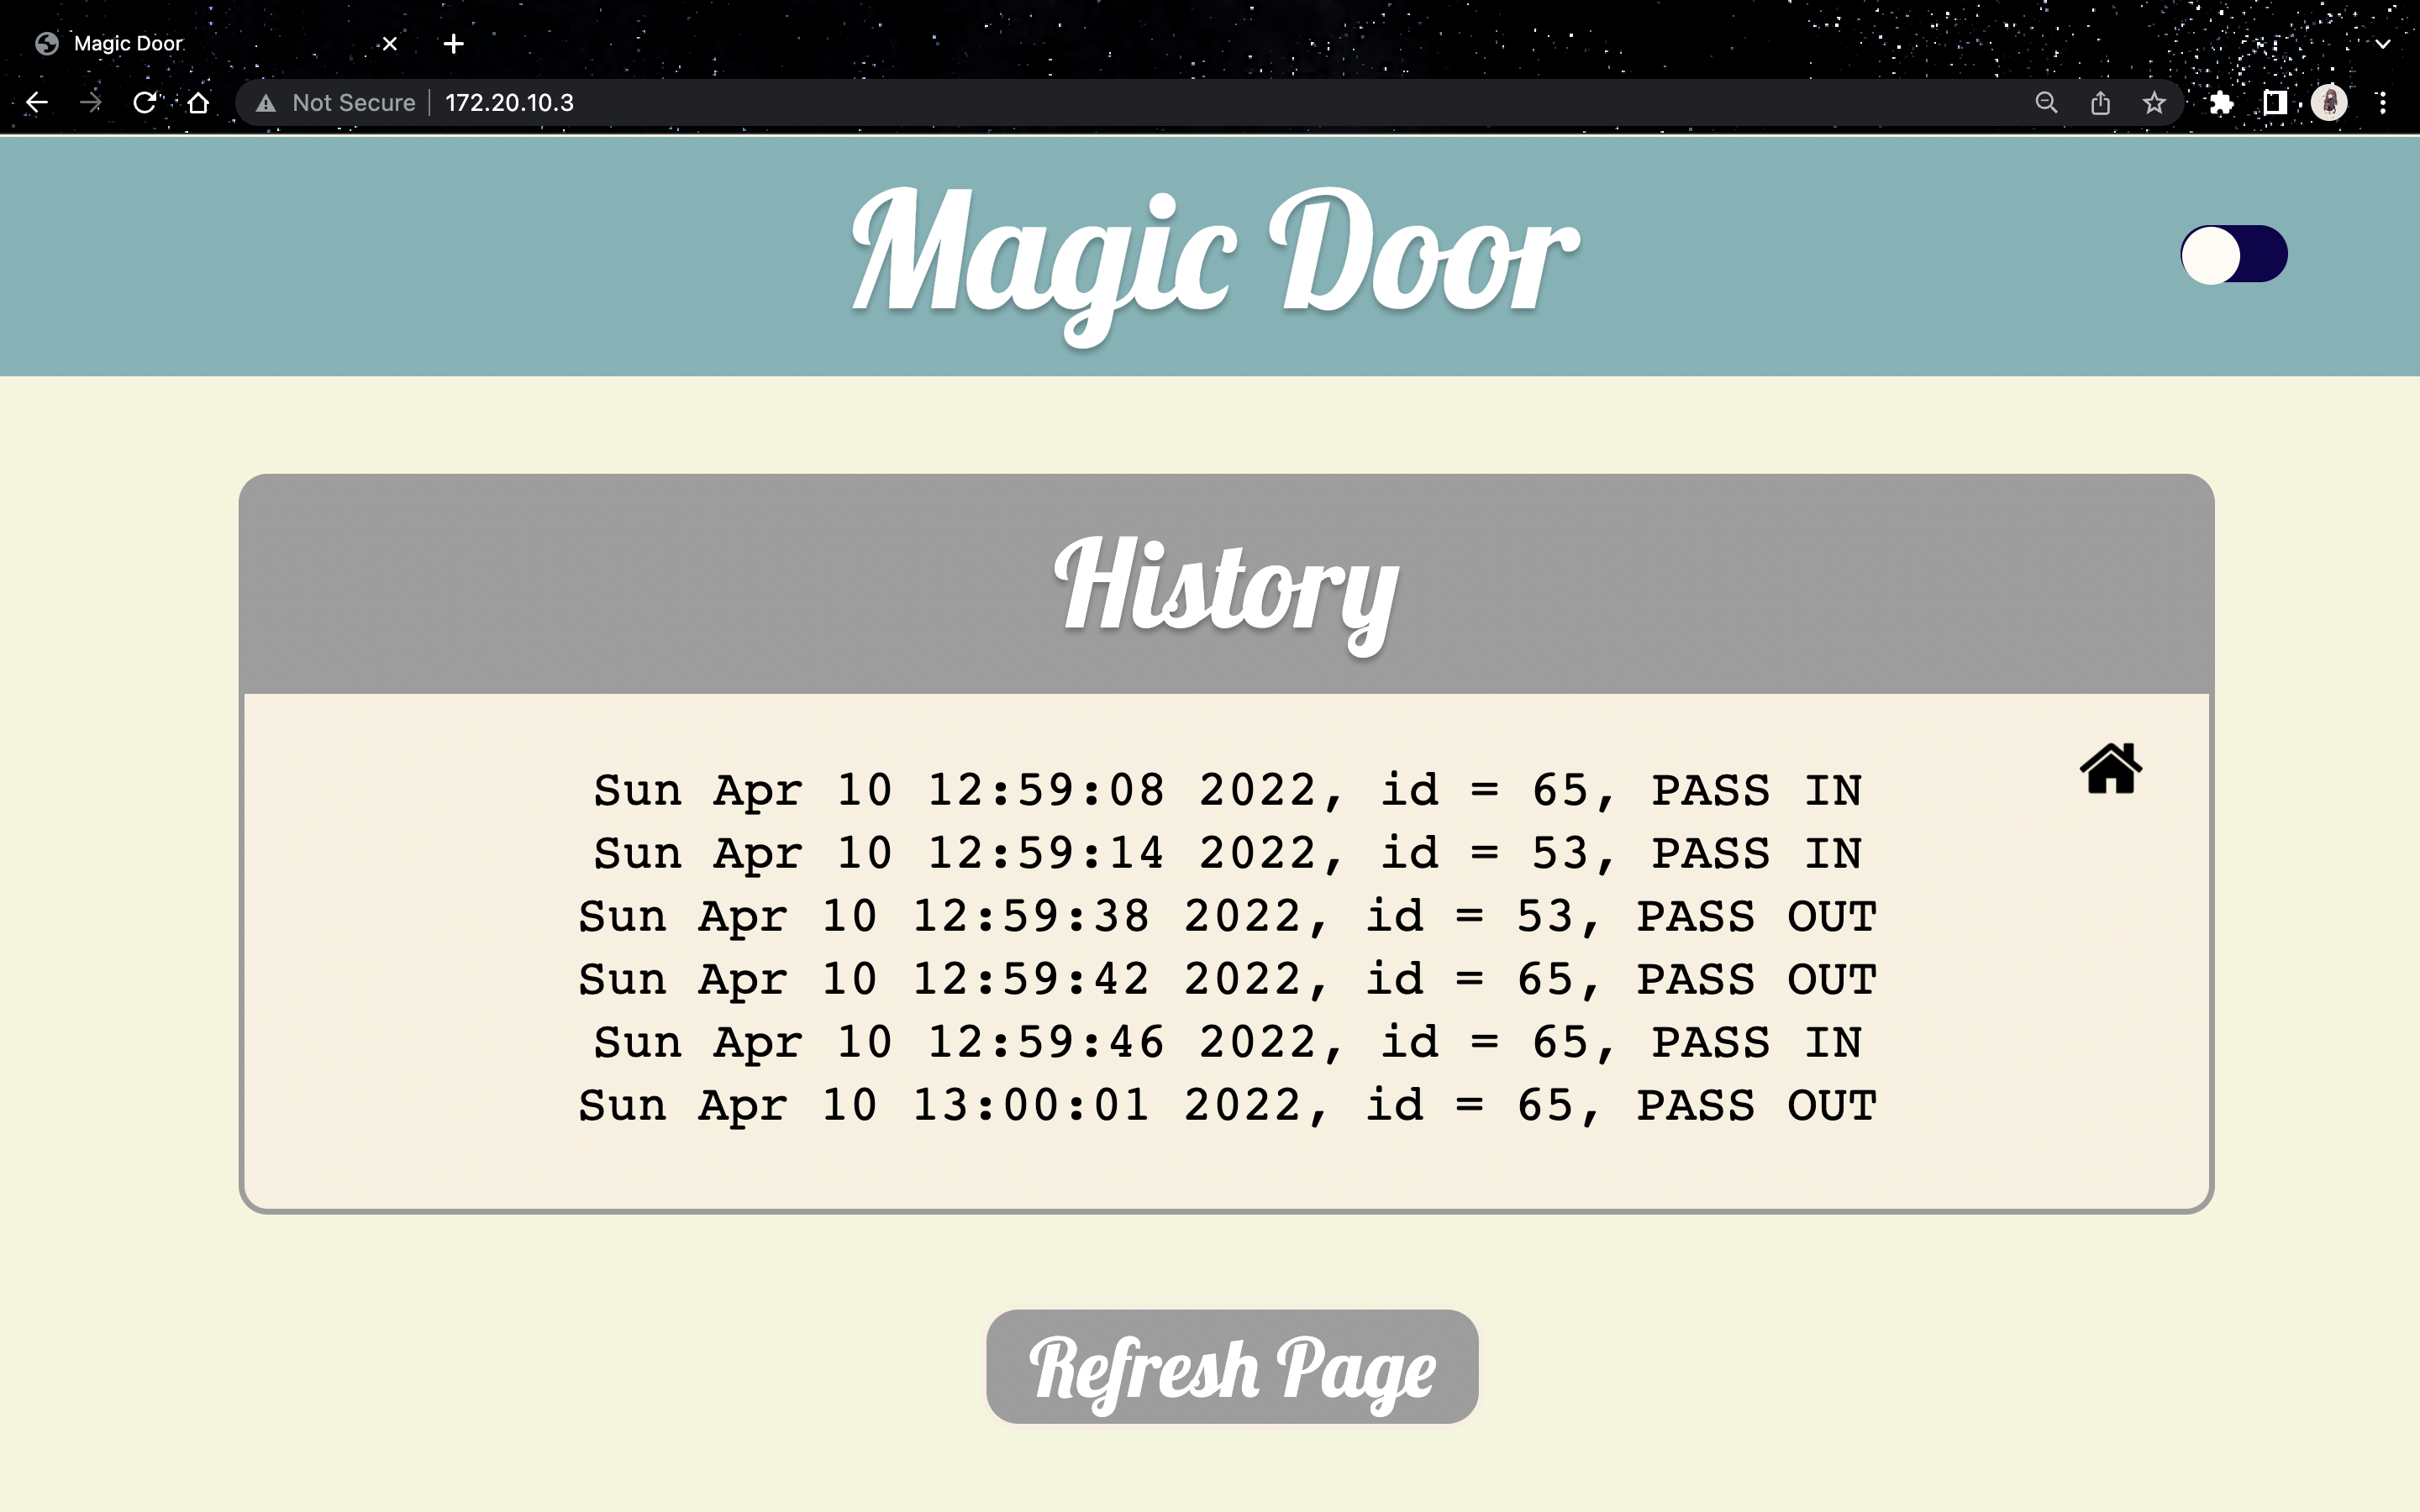 Magic Door
Not Secure 172.20.10.3
Magic Door
History
Sun Apr 10 12:59:08 2022, id = 65, PASS IN
Sun Apr 10 12:59:14 2022, id = 53, PASS IN
Sun Apr 10 12:59:38 2022, id = 53, PASS OUT
Sun Apr 10 12:59:42 2022, id = 65, PASS OUT
Sun Apr 10 12:59:46 2022, id = 65, PASS IN
Sun Apr 10 13:00:01 2022, id = 65, PASS OUT
Refresh Page